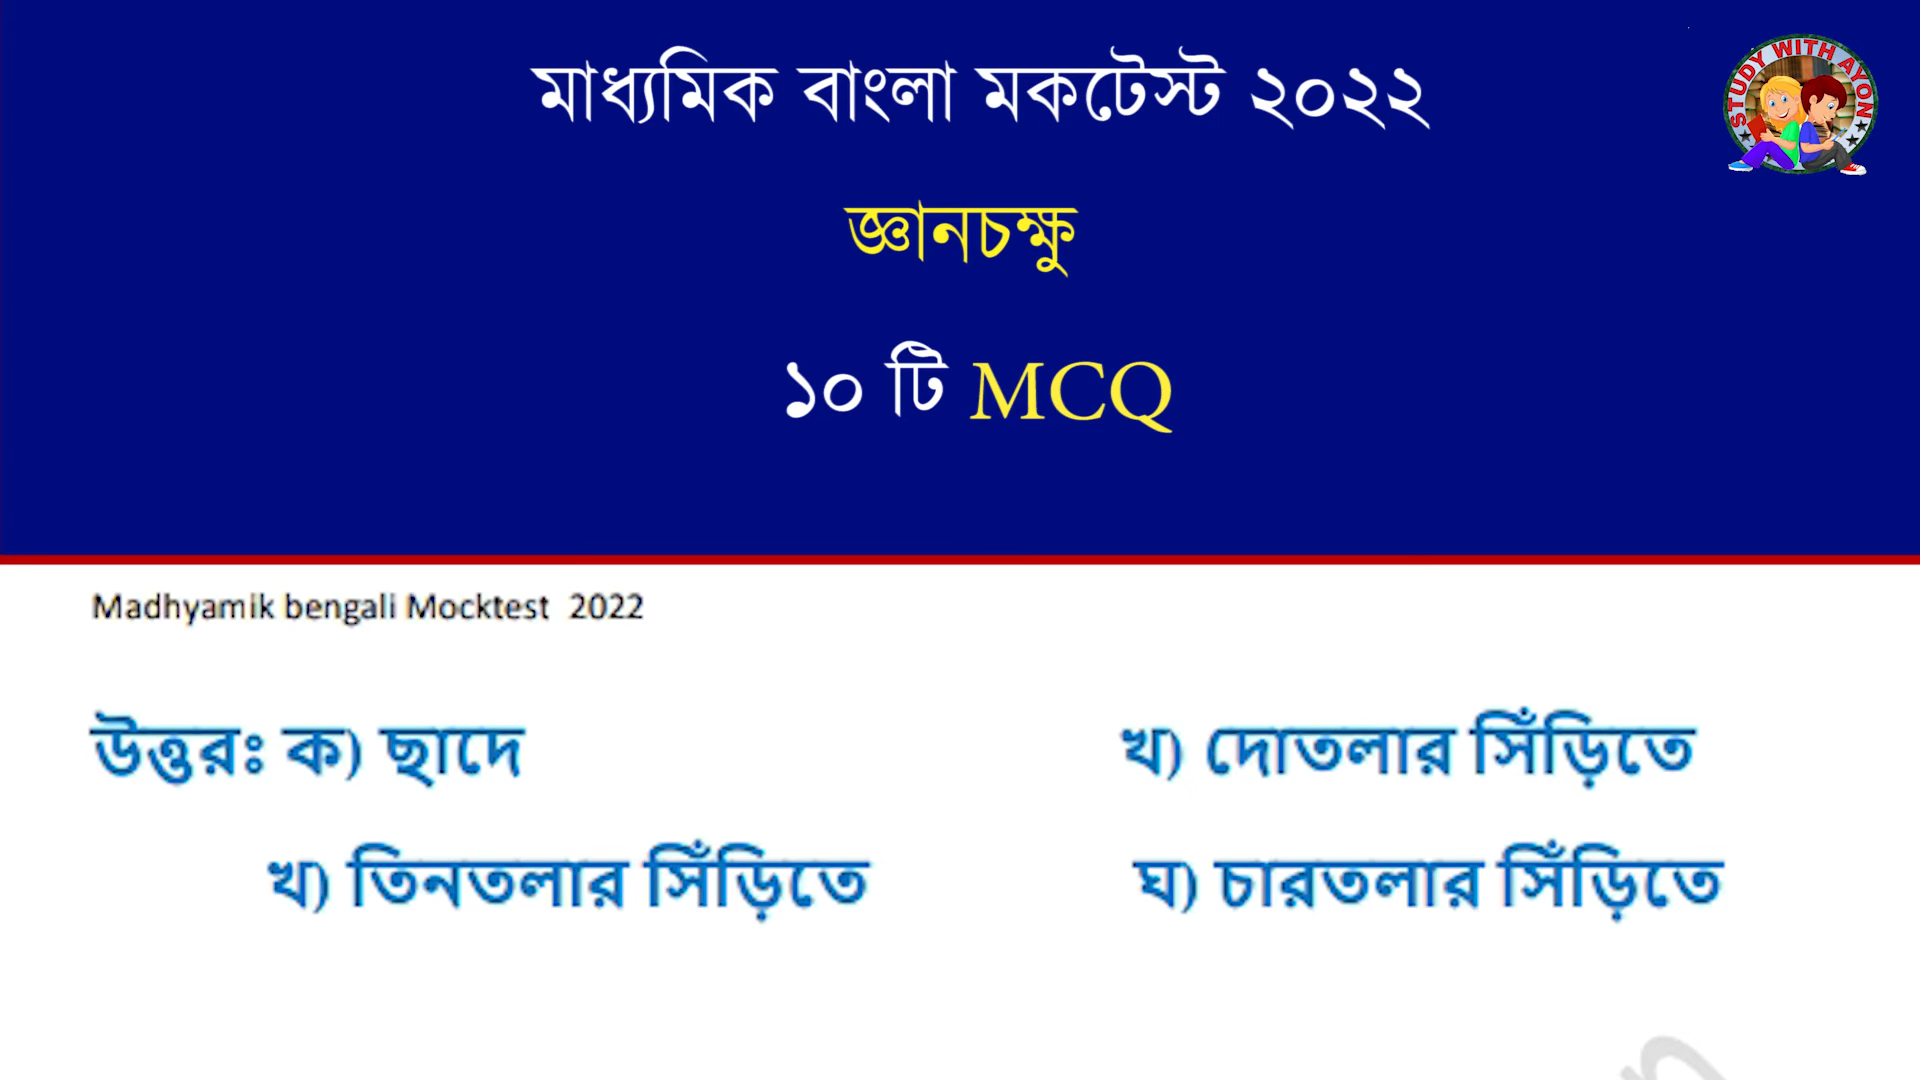 মাধ্যমিক বাংলা মকটেস্ট ২০২২
STUDY WITH AYON
জ্ঞানচক্ষু
১০ টি MCQ
Madhyamik bengali Mocktest 2022
উত্তরঃ ক) ছাদে খ) দোতলার সিঁড়িতে
খ) তিনতলার সিঁড়িতে ঘ) চারতলার সিঁড়িতে